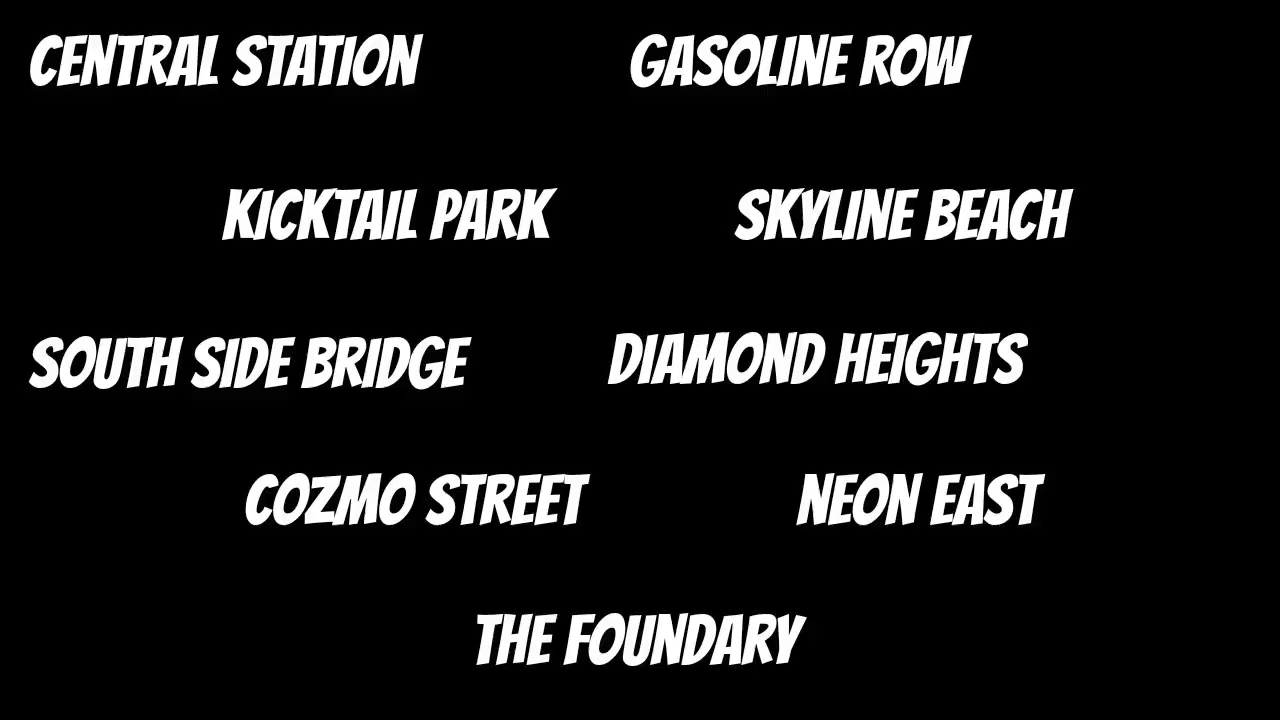 CENTRAL STATION
GASOLINE ROW
KICKTAIL PARK
SKYLINE BEACH
SOUTH SIDE BRIDGE
DIAMOND HEIGHTS
COZMO STREET
NEON EAST
THE FOUNDARY